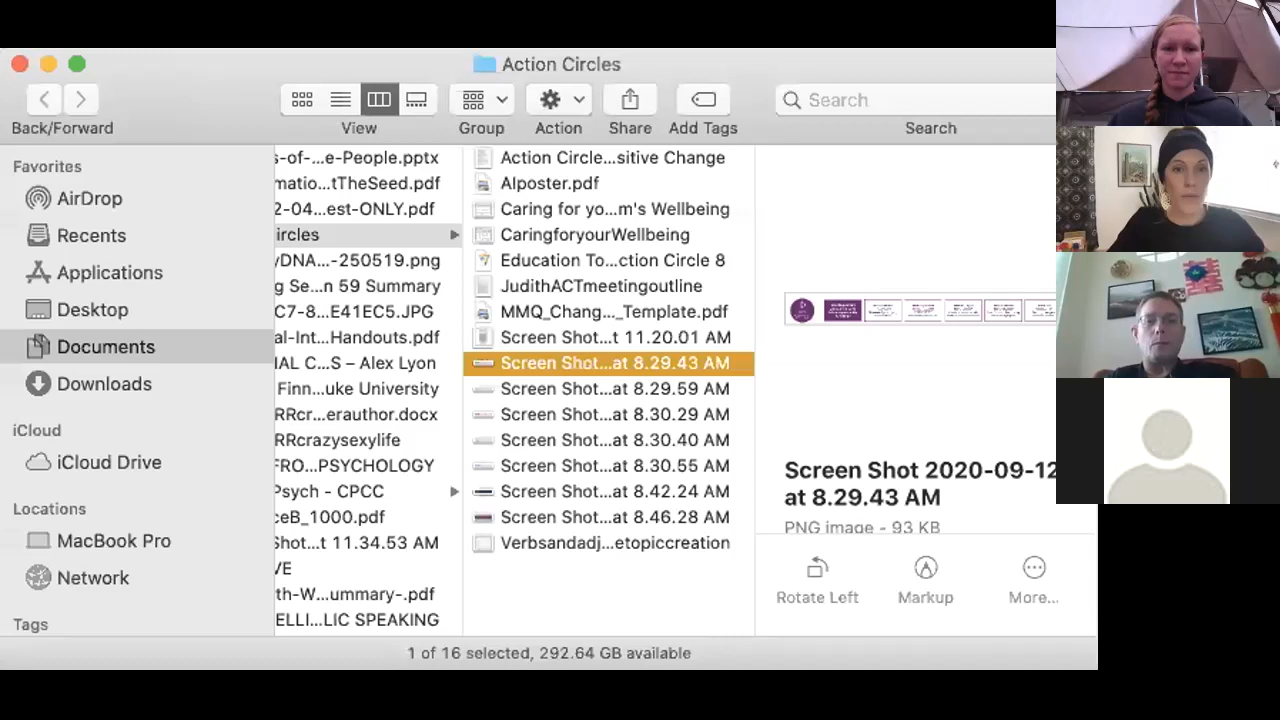 Action Circles
Search
Back/Forward
View
Group
Action
Share
Add Tags
Search
Favorites
AirDrop
Recents
Applications
Desktop
Documents
Downloads
iCloud
iCloud Drive
Locations
MacBook Pro
Network
Tags
s-of-...e-People.pptx
matio...tTheSeed.pdf
2-04...est-ONLY.pdf
ircles
yDNA...-250519.png
g Se...n 59 Summary
C7-8...E41EC5.JPG
al-Int...Handouts.pdf
IAL C...S – Alex Lyon
Finn...uke University
RRcr...erauthor.docx
RRcrazysexylife
FRO...PSYCHOLOGY
Psych - CPCC
ceB_1000.pdf
Shot...t 11.34.53 AM
VE
th-W...ummary-.pdf
ELLI...LIC SPEAKING
Action Circle...sitive Change
AIposter.pdf
Caring for yo...m's Wellbeing
CaringforyourWellbeing
Education To...ction Circle 8
JudithACTmeetingoutline
MMQ_Chang..._Template.pdf
Screen Shot...t 11.20.01 AM
Screen Shot...at 8.29.43 AM
Screen Shot...at 8.29.59 AM
Screen Shot...at 8.30.29 AM
Screen Shot...at 8.30.40 AM
Screen Shot...at 8.30.55 AM
Screen Shot...at 8.42.24 AM
Screen Shot...at 8.46.28 AM
Verbsandadj...etopiccreation
Screen Shot 2020-09-12
at 8.29.43 AM
PNG image - 93 KB
Rotate Left
Markup
More...
1 of 16 selected, 292.64 GB available